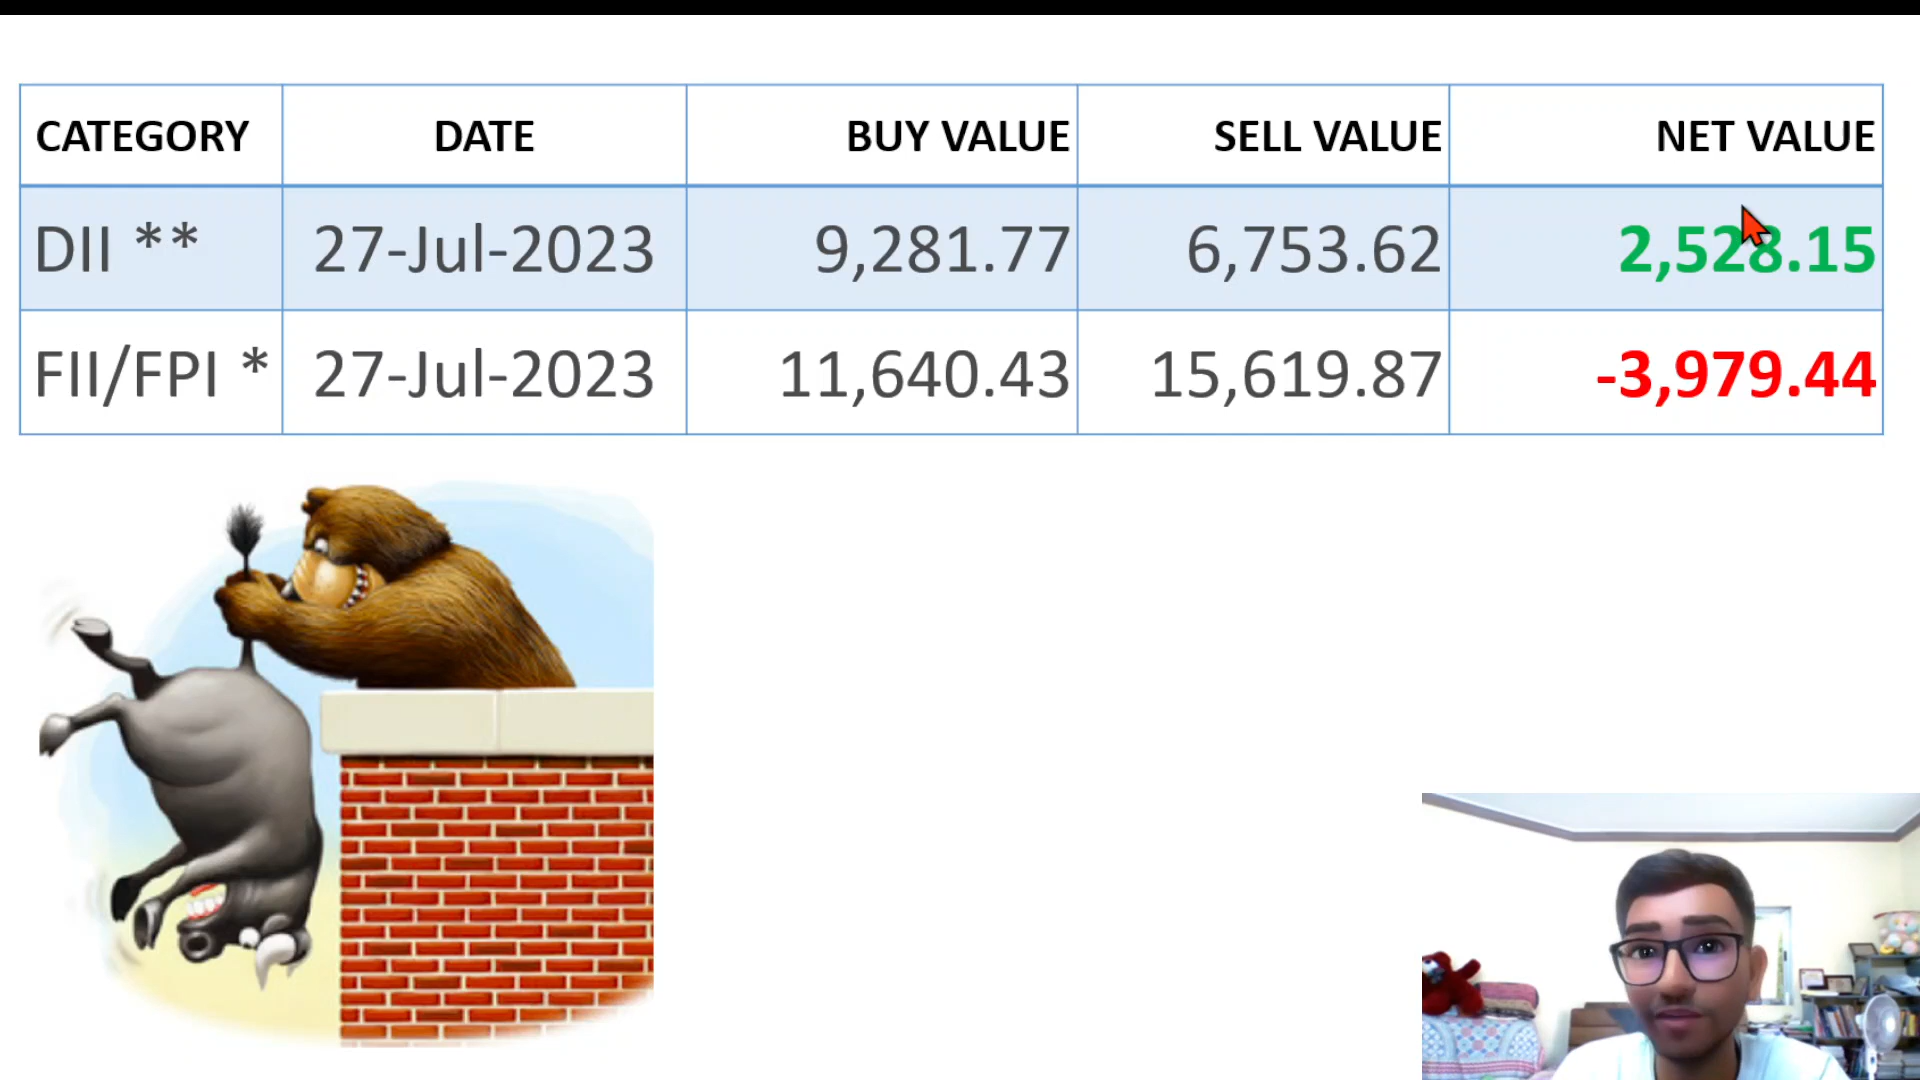 CATEGORY DATE BUY VALUE SELL VALUE NET VALUE
DII ** 27-Jul-2023 9,281.77 6,753.62 2,528.15
FII/FPI * 27-Jul-2023 11,640.43 15,619.87 -3,979.44